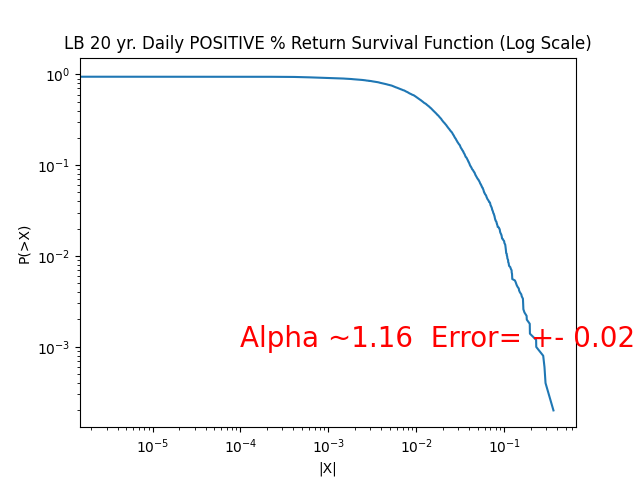 LB 20 yr. Daily POSITIVE % Return Survival Function (Log Scale)
10⁰
10⁻¹
10⁻²
10⁻³
P(>X)
Alpha ~1.16  Error= +- 0.02
10⁻⁵ 10⁻⁴ 10⁻³ 10⁻² 10⁻¹
|X|